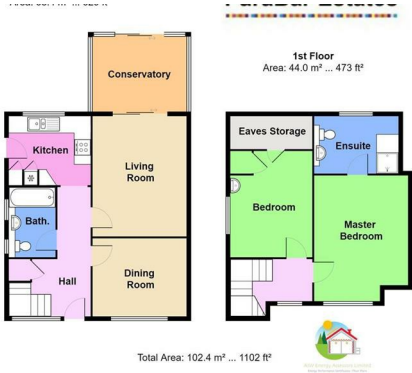 1st Floor
Area: 44.0 m² ... 473 ft²
Conservatory
Kitchen
Living
Room
Bath.
Hall
Dining
Room
Eaves Storage
Ensuite
Bedroom
Master
Bedroom
Total Area: 102.4 m² ... 1102 ft²